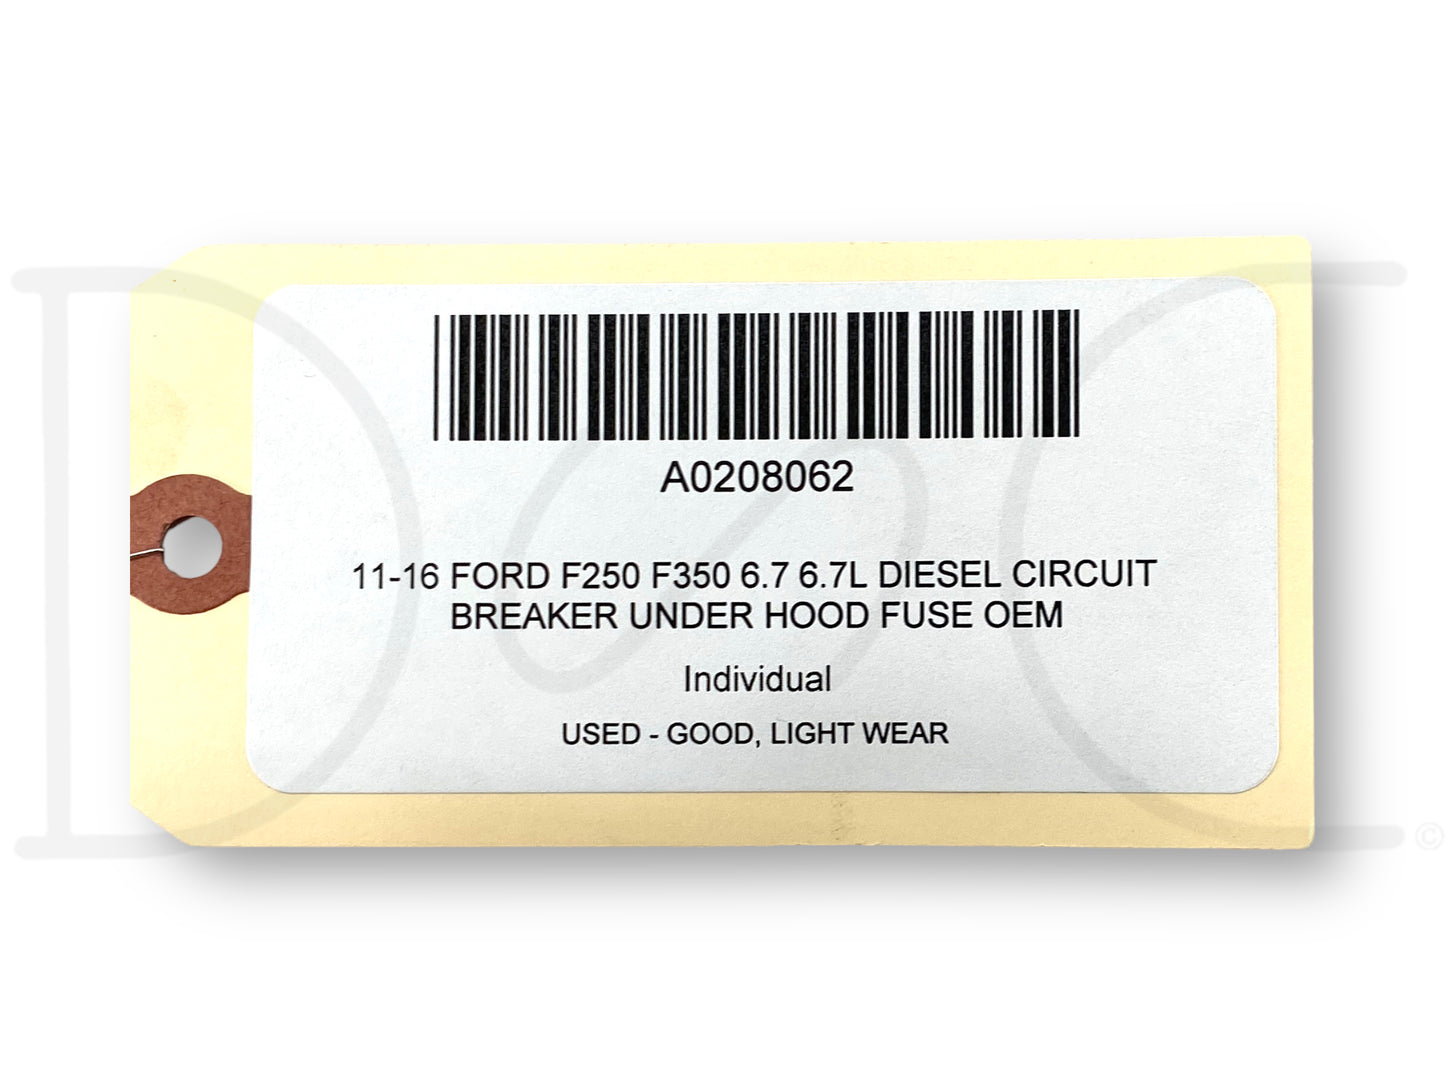 A0208062
11-16 FORD F250 F350 6.7 6.7L DIESEL CIRCUIT
BREAKER UNDER HOOD FUSE OEM
Individual
USED - GOOD, LIGHT WEAR
DC
©